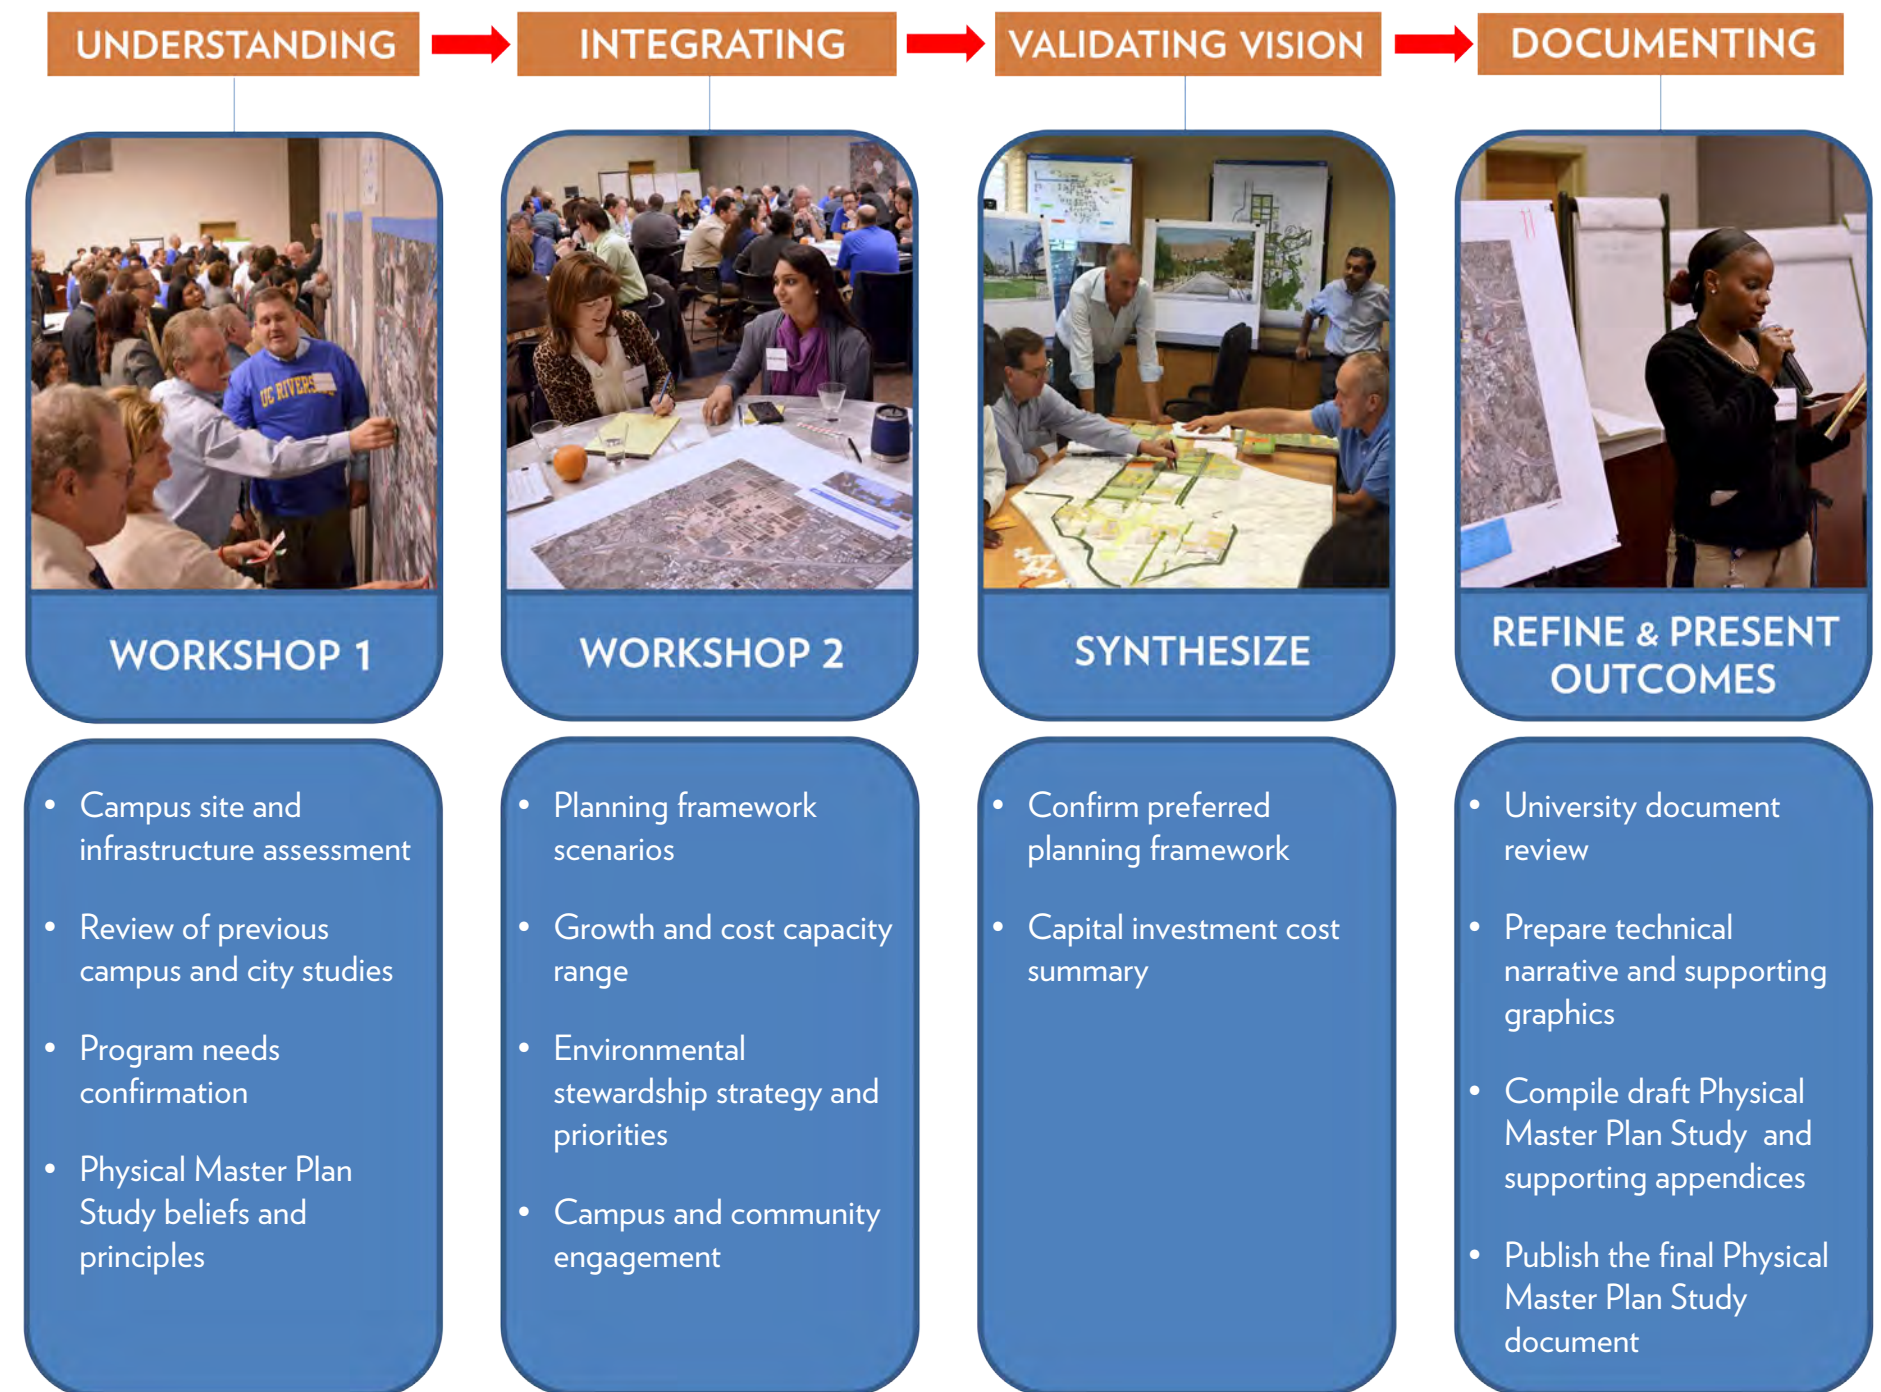 UNDERSTANDING
INTEGRATING
VALIDATING VISION
DOCUMENTING
UC RIVERS
WORKSHOP 1
WORKSHOP 2
SYNTHESIZE
REFINE & PRESENT
OUTCOMES
• Campus site and
infrastructure assessment
• Review of previous
campus and city studies
• Program needs
confirmation
• Physical Master Plan
Study beliefs and
principles
• Planning framework
scenarios
• Growth and cost capacity
range
• Environmental
stewardship strategy and
priorities
• Campus and community
engagement
• Confirm preferred
planning framework
• Capital investment cost
summary
• University document
review
• Prepare technical
narrative and supporting
graphics
• Compile draft Physical
Master Plan Study and
supporting appendices
• Publish the final Physical
Master Plan Study
document